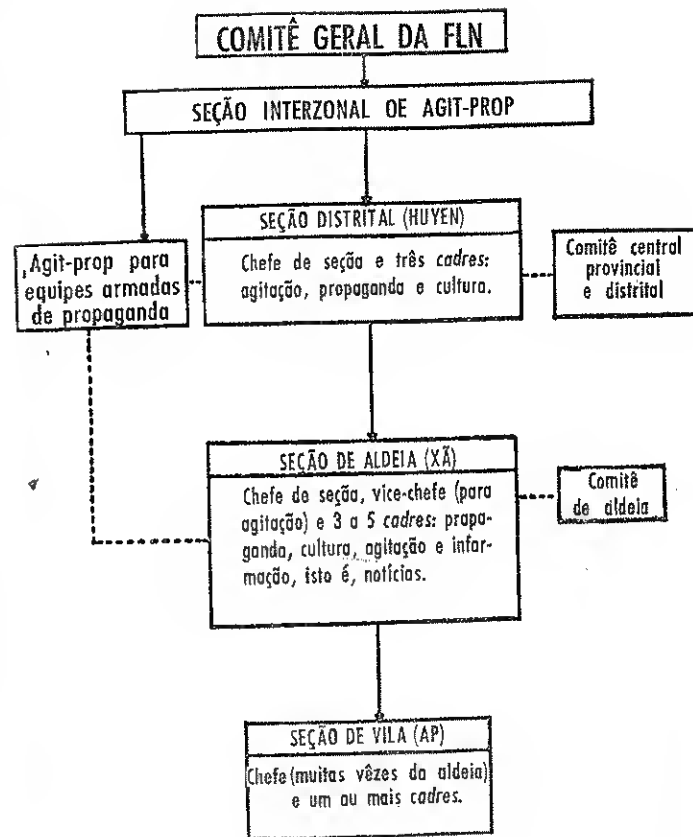 COMITÊ GERAL DA FLN
SEÇÃO INTERZONAL OE AGIT-PROP
SEÇÃO DISTRITAL (HUYEN)
Chefe de seção e três cadres:
agitação, propaganda e cultura.
Agit-prop para
equipes armadas
de propaganda
Comitê central
provincial
e distrital
SEÇÃO DE ALDEIA (XÃ)
Chefe de seção, vice-chefe (para
agitação) e 3 a 5 cadres: propa-
ganda, cultura, agitação e infor-
mação, isto é, notícias.
Comitê
de aldeia
SEÇÃO DE VILA (AP)
Chefe (muitas vêzes da aldeia)
e um ou mais cadres.